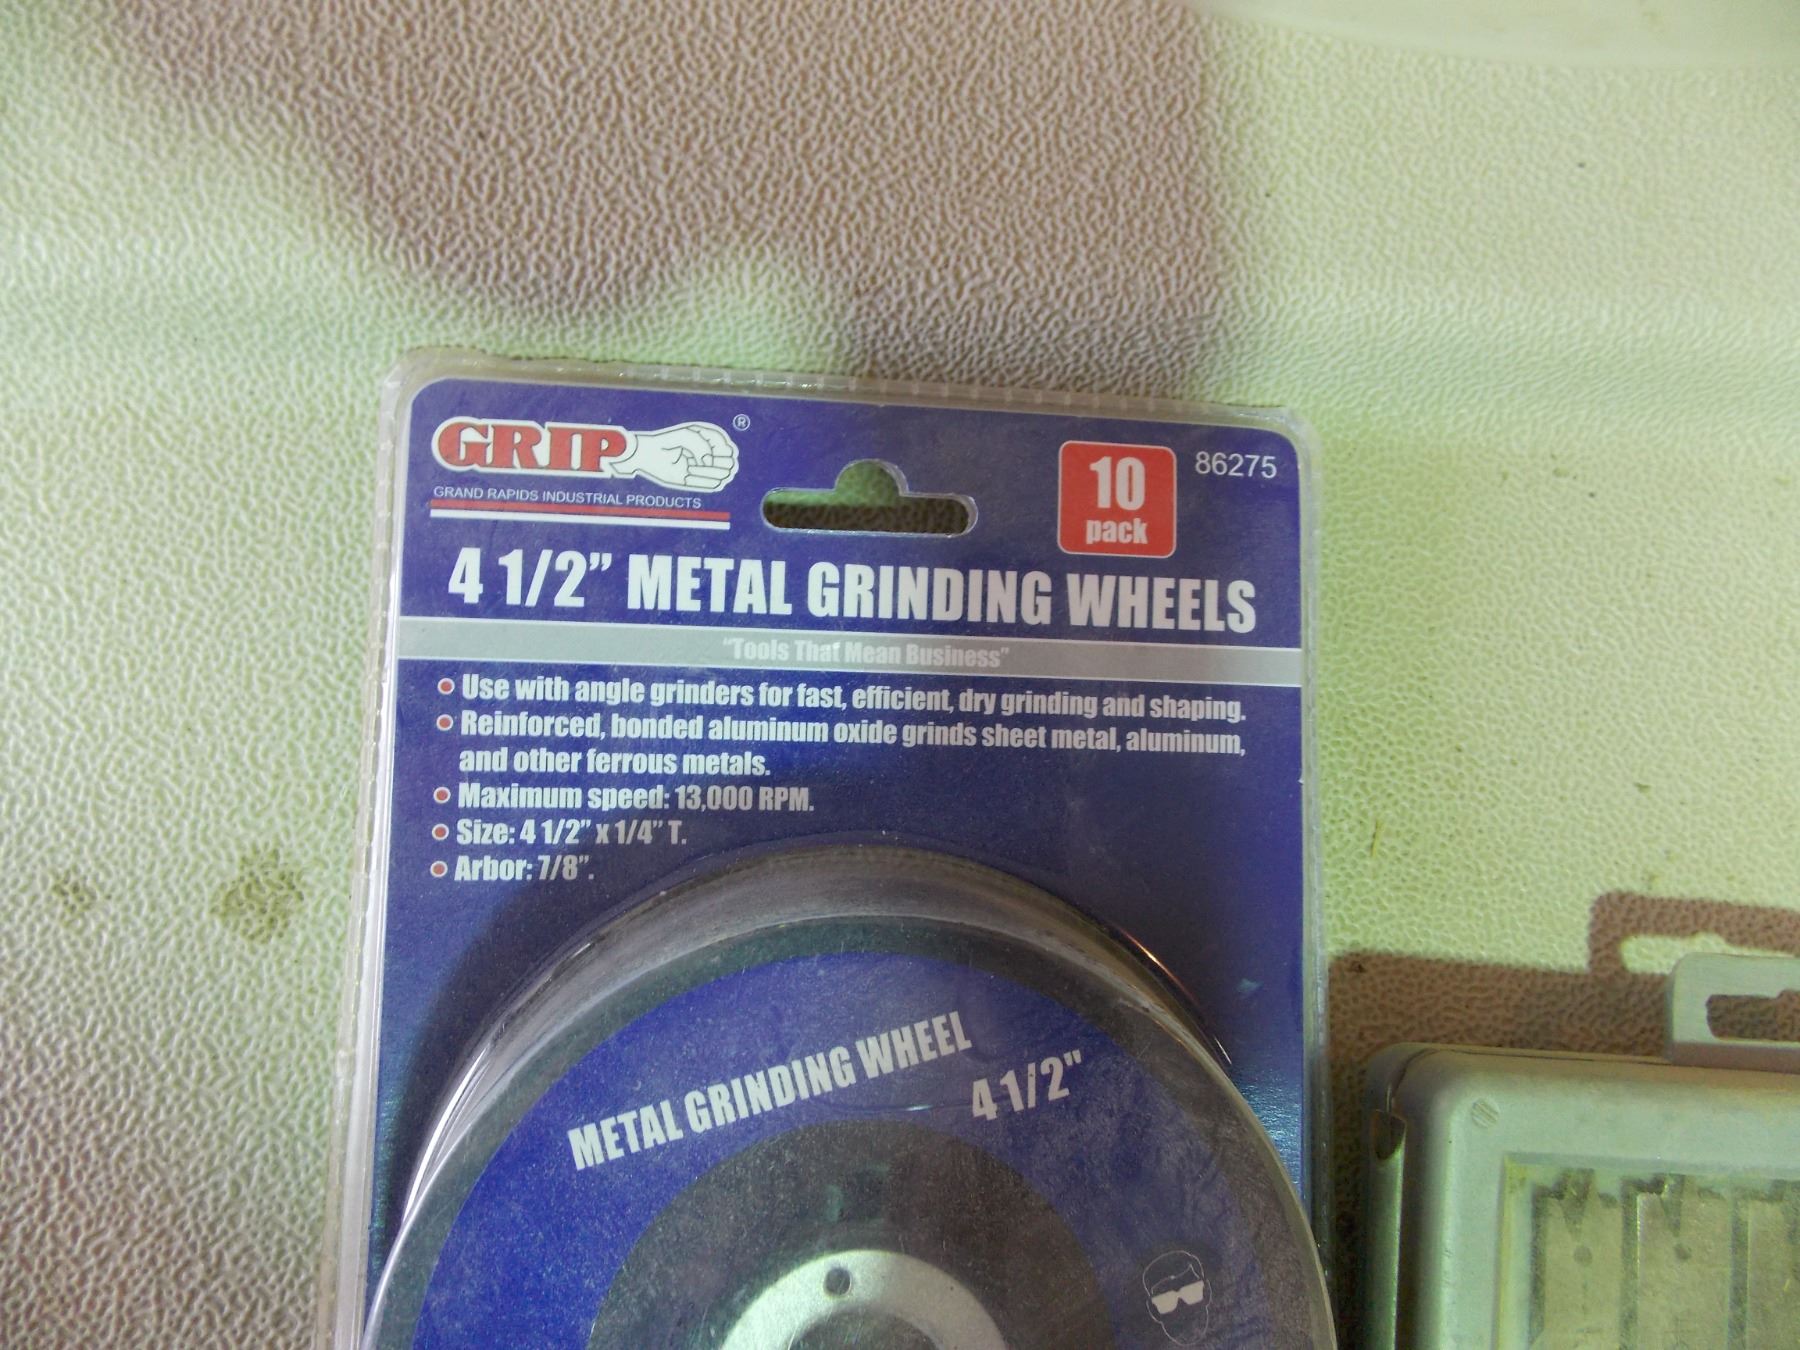 GRIP ®
GRAND RAPIDS INDUSTRIAL PRODUCTS
10
pack
86275
4 1/2” METAL GRINDING WHEELS
“Tools That Mean Business”
• Use with angle grinders for fast, efficient, dry grinding and shaping.
• Reinforced, bonded aluminum oxide grinds sheet metal, aluminum,
and other ferrous metals.
• Maximum speed: 13,000 RPM.
• Size: 4 1/2” x 1/4” T.
• Arbor: 7/8”.
METAL GRINDING WHEEL
4 1/2"